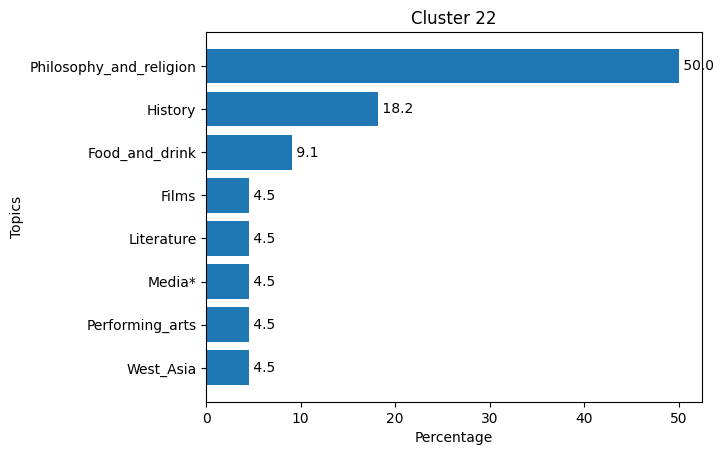 Cluster 22
Topics
Philosophy_and_religion 50.0
History 18.2
Food_and_drink 9.1
Films 4.5
Literature 4.5
Media* 4.5
Performing_arts 4.5
West_Asia 4.5
0 10 20 30 40 50
Percentage